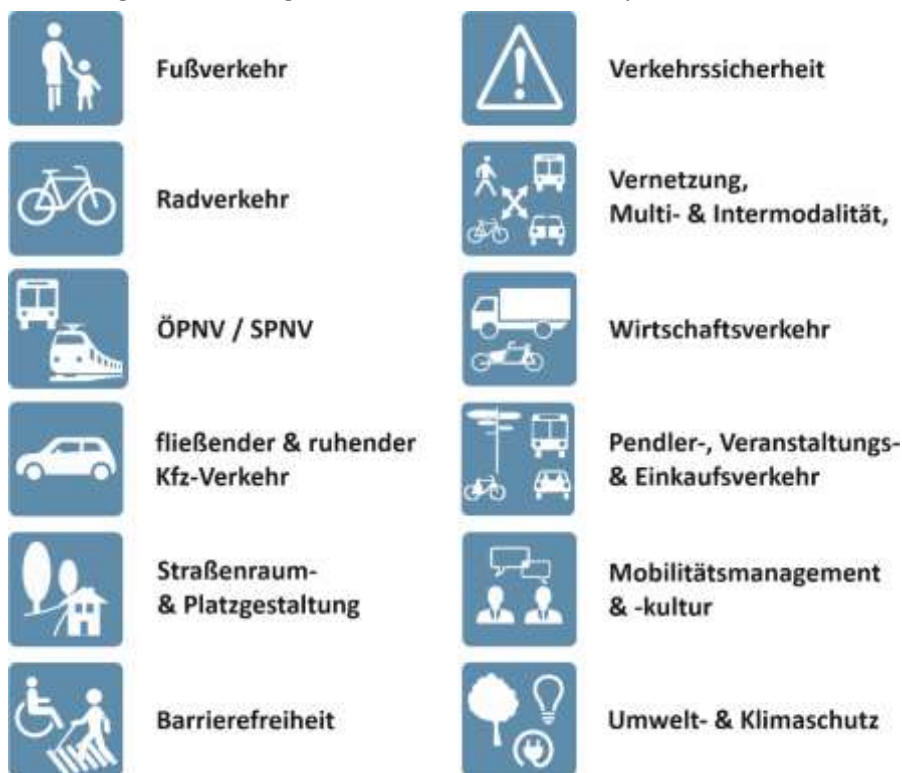 Fußverkehr
Radverkehr
ÖPNV / SPNV
fließender & ruhender
Kfz-Verkehr
Straßenraum-
& Platzgestaltung
Barrierefreiheit
Verkehrssicherheit
Vernetzung,
Multi- & Intermodalität,
Wirtschaftsverkehr
Pendler-, Veranstaltungs-
& Einkaufsverkehr
Mobilitätsmanagement
& -kultur
Umwelt- & Klimaschutz